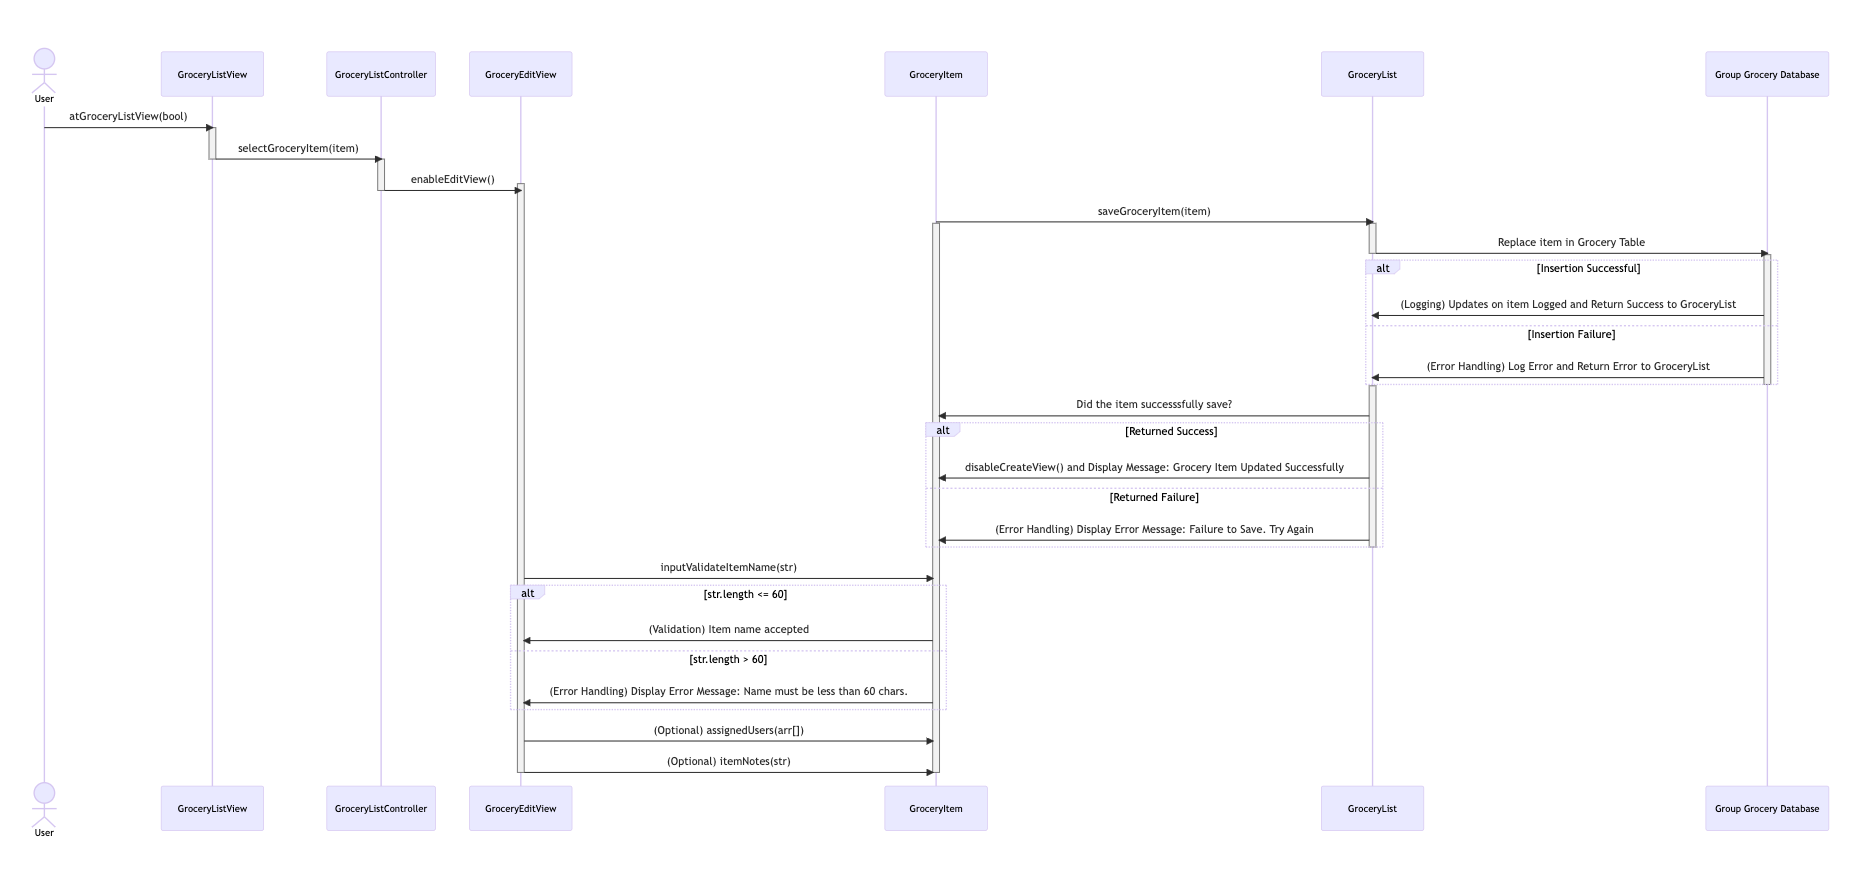 User
GroceryListView
GroceryListController
GroceryEditView
GroceryItem
GroceryList
Group Grocery Database
atGroceryListView(bool)
selectGroceryItem(item)
enableEditView()
saveGroceryItem(item)
Replace item in Grocery Table
alt
[Insertion Successful]
(Logging) Updates on item Logged and Return Success to GroceryList
[Insertion Failure]
(Error Handling) Log Error and Return Error to GroceryList
Did the item successsfully save?
alt
[Returned Success]
disableCreateView() and Display Message: Grocery Item Updated Successfully
[Returned Failure]
(Error Handling) Display Error Message: Failure to Save. Try Again
inputValidateItemName(str)
alt
[str.length <= 60]
(Validation) Item name accepted
[str.length > 60]
(Error Handling) Display Error Message: Name must be less than 60 chars.
(Optional) assignedUsers(arr[])
(Optional) itemNotes(str)
User
GroceryListView
GroceryListController
GroceryEditView
GroceryItem
GroceryList
Group Grocery Database